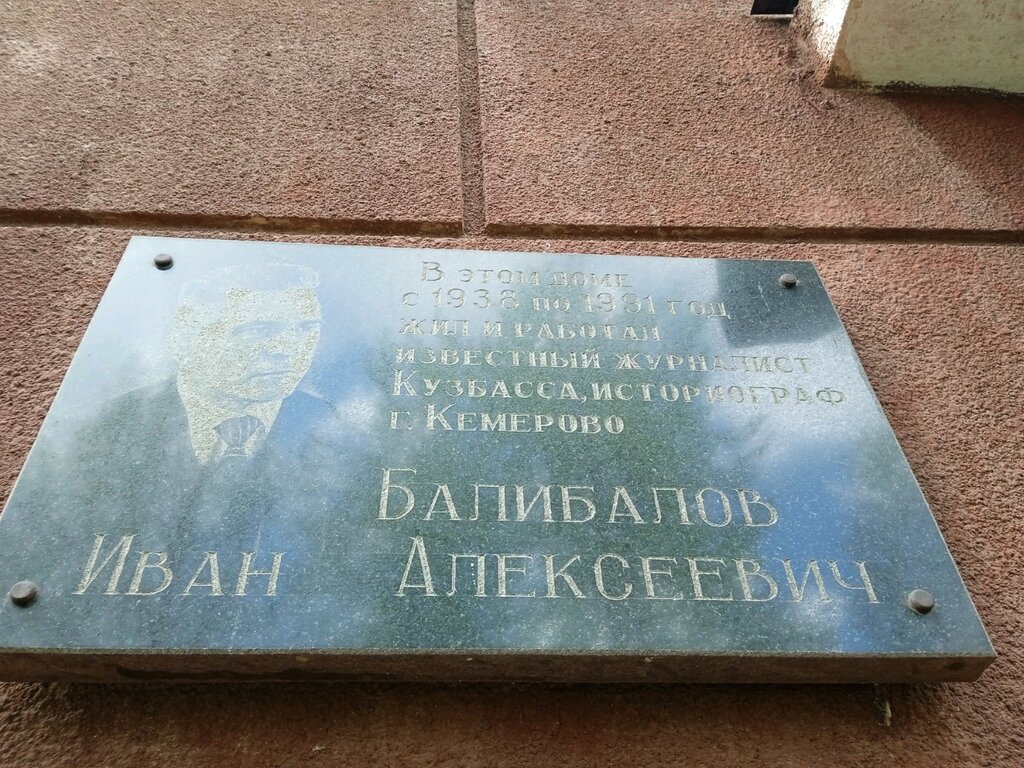 В этом доме
с 1938 по 1991 год
жил и работал
известный журналист
Кузбасса, историограф
г. Кемерово
Балибалов
Иван Алексеевич